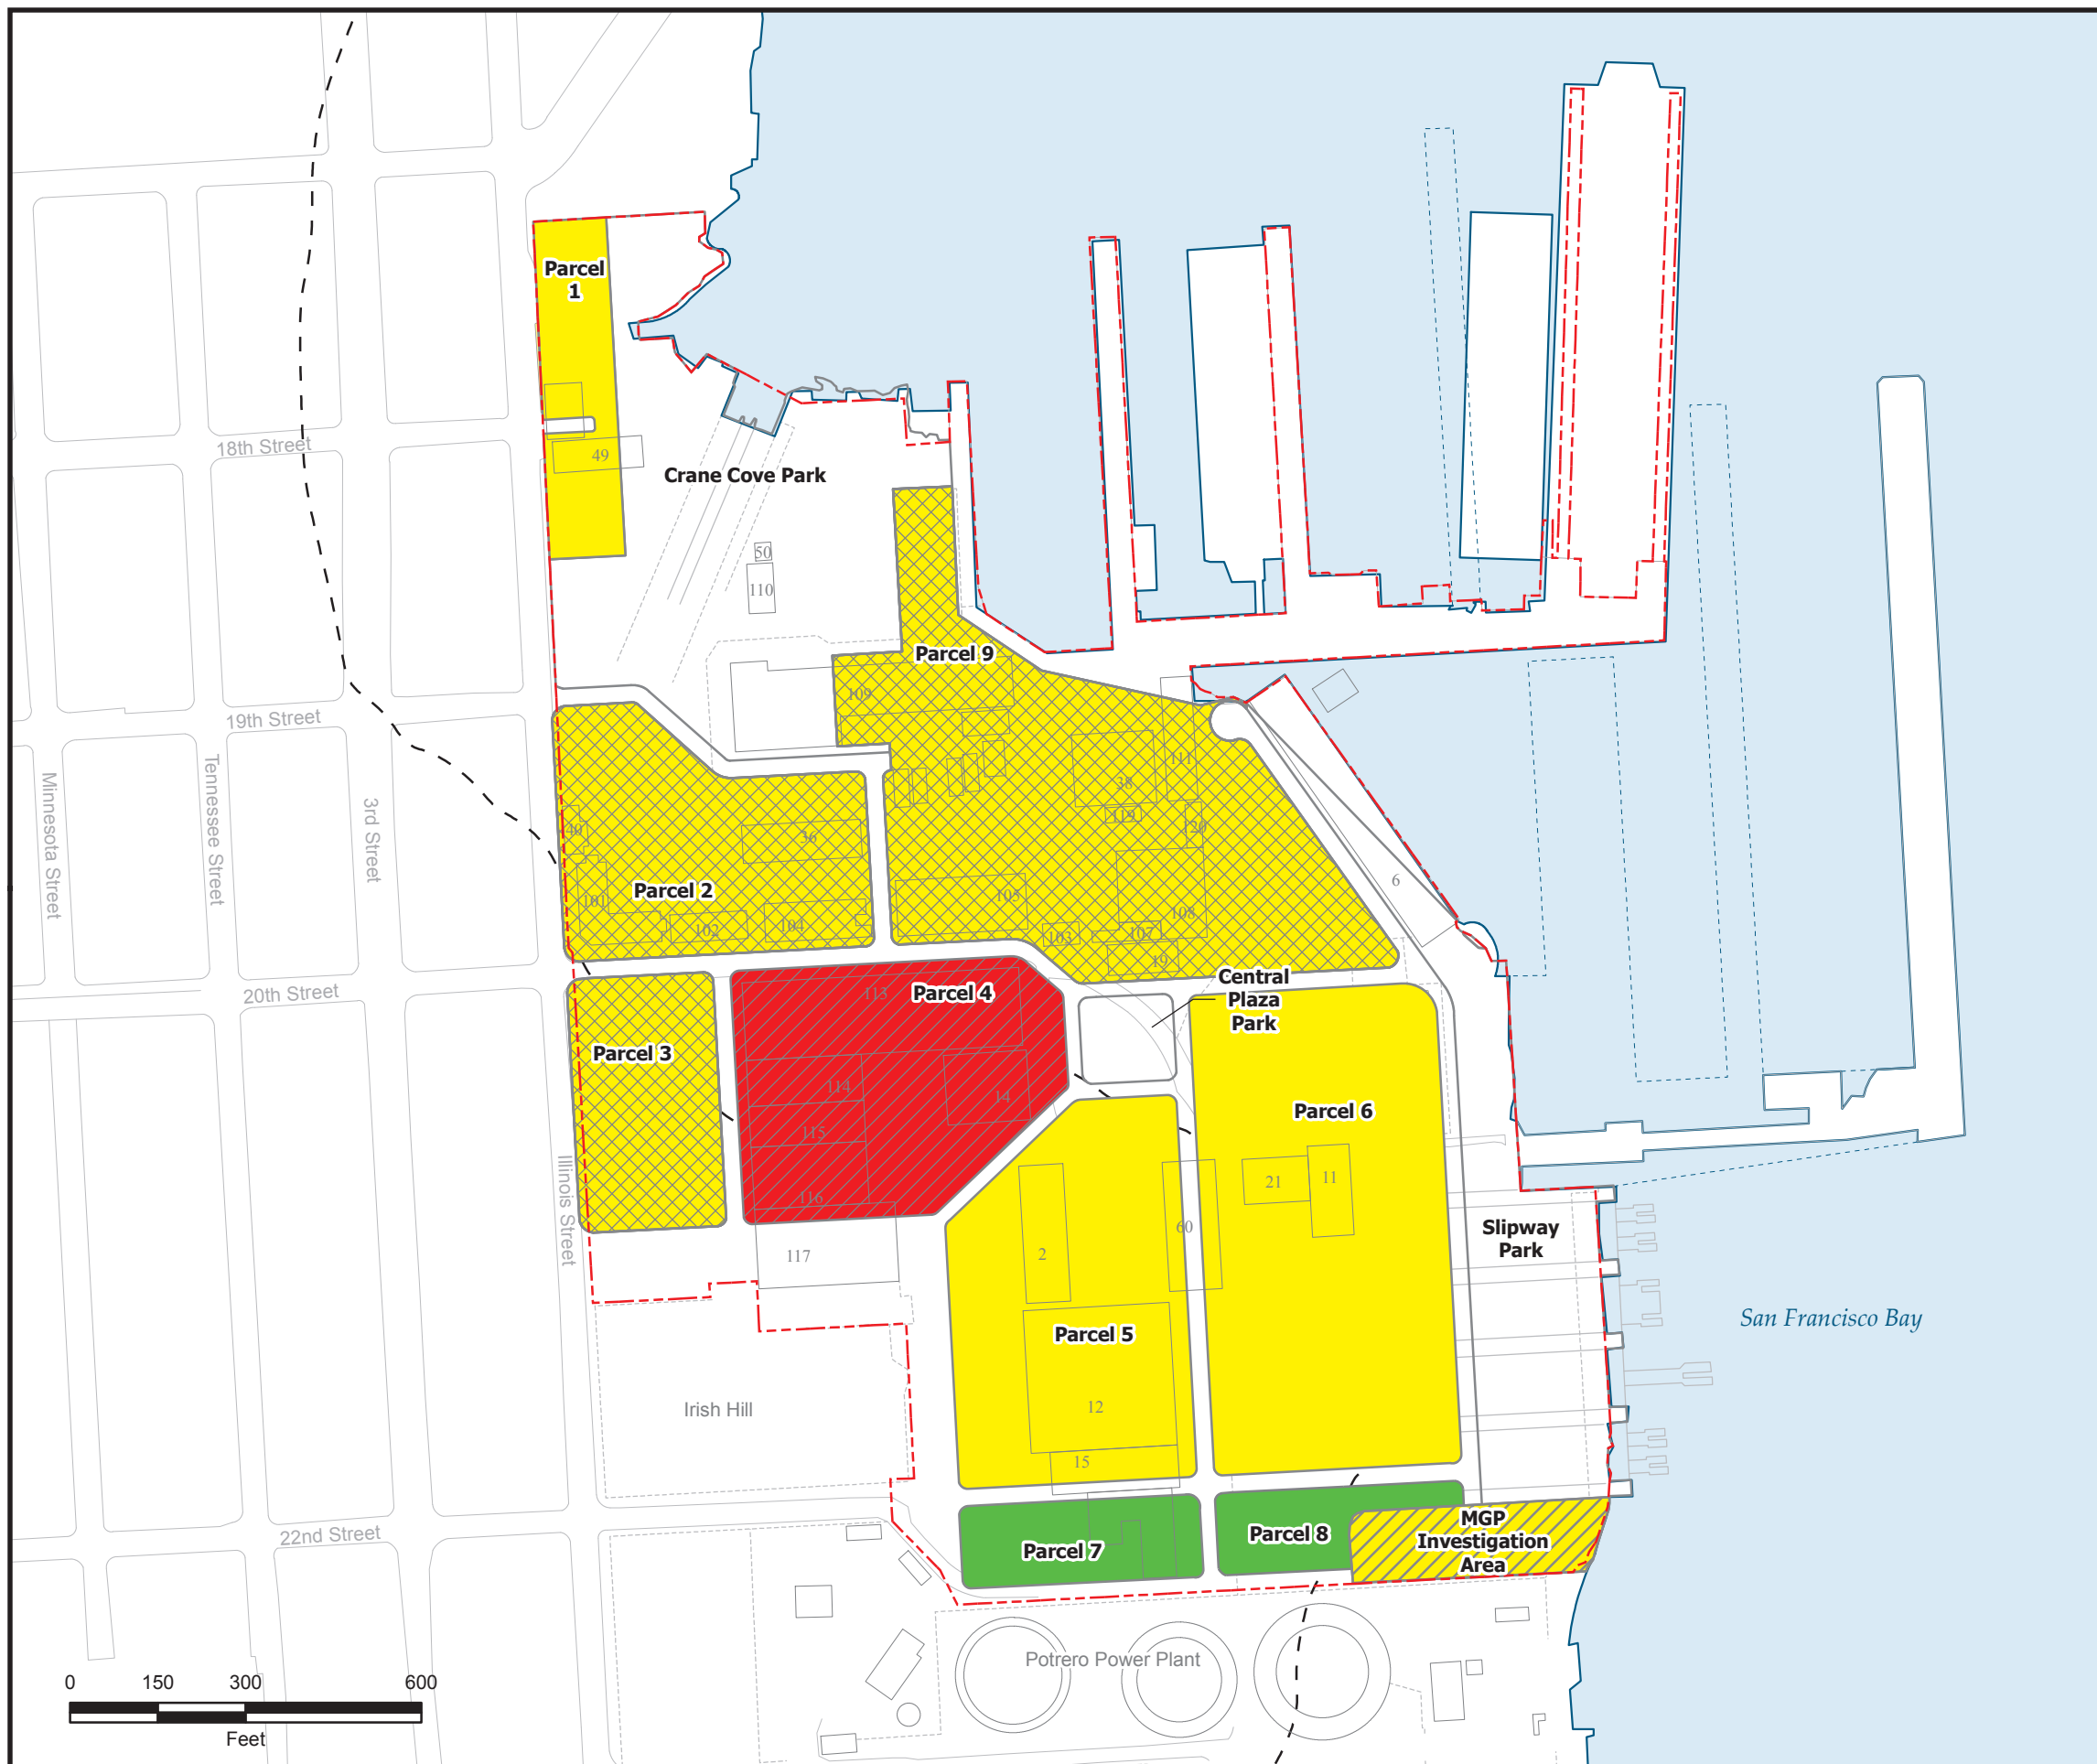 Parcel
1
18th Street
49
Crane Cove Park
50
110
Parcel 9
109
19th Street
38
111
119
120
Minnesota Street
Tennessee Street
3rd Street
40
36
Parcel 2
101
102
104
105
108
103
107
19
6
Central
Plaza
Park
20th Street
113
Parcel 4
Parcel 3
114
14
115
116
Parcel 6
21
11
60
2
Illinois Street
117
Slipway
Park
San Francisco Bay
Parcel 5
Irish Hill
12
15
22nd Street
Parcel 7
Parcel 8
MGP
Investigation
Area
Potrero Power Plant
0 150 300 600
Feet